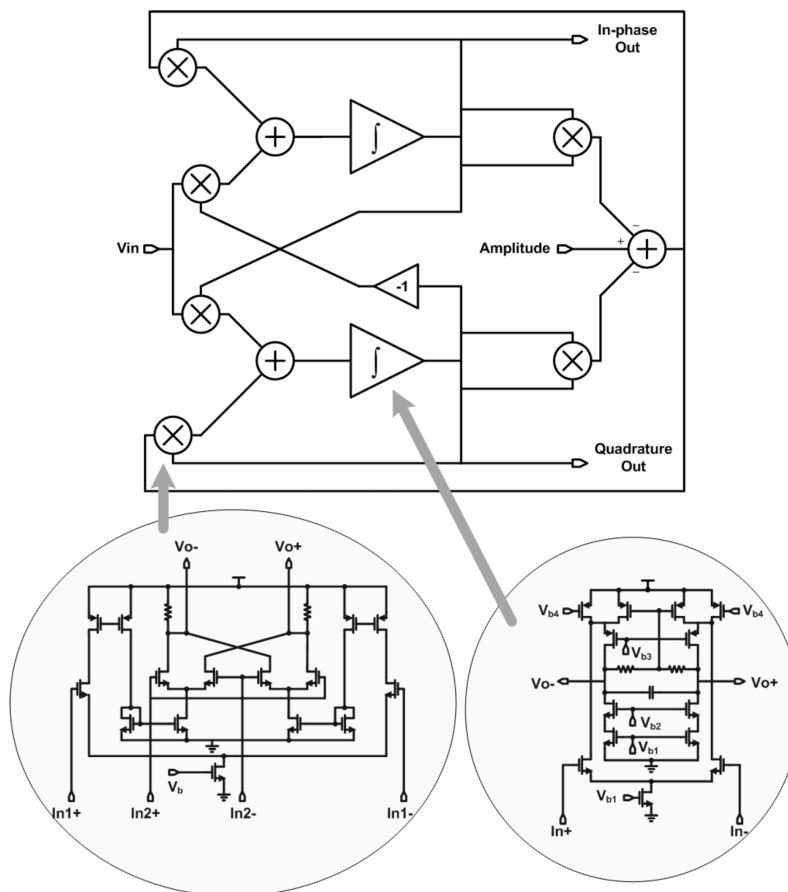 In-phase
Out
∫
Vin
Amplitude
−
+
−
-1
∫
Quadrature
Out
Vo-
Vo+
Vb
In1+
In2+
In2-
In1-
Vb4
Vb4
Vb3
Vo-
Vo+
Vb2
Vb1
Vb1
In+
In-